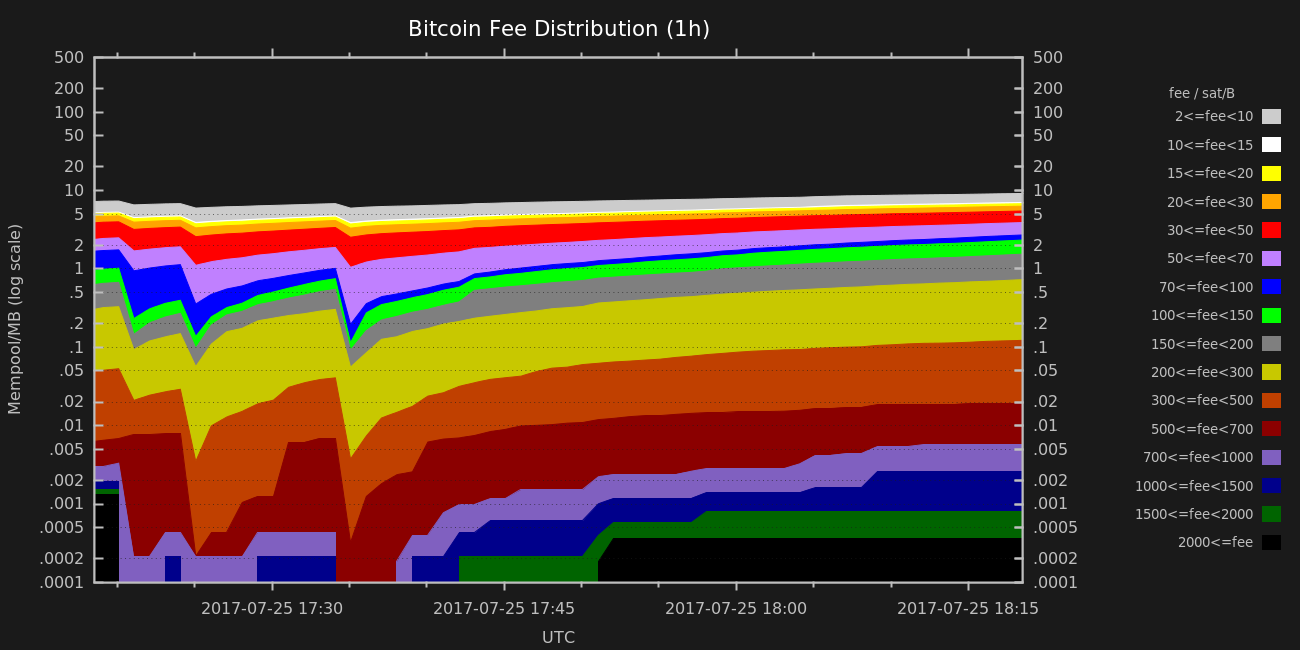 Bitcoin Fee Distribution (1h)
Mempool/MB (log scale)
500
200
100
50
20
10
5
2
1
.5
.2
.1
.05
.02
.01
.005
.002
.001
.0005
.0002
.0001
500
200
100
50
20
10
5
2
1
.5
.2
.1
.05
.02
.01
.005
.002
.001
.0005
.0002
.0001
2017-07-25 17:30
2017-07-25 17:45
2017-07-25 18:00
2017-07-25 18:15
UTC
fee / sat/B
2<=fee<10
10<=fee<15
15<=fee<20
20<=fee<30
30<=fee<50
50<=fee<70
70<=fee<100
100<=fee<150
150<=fee<200
200<=fee<300
300<=fee<500
500<=fee<700
700<=fee<1000
1000<=fee<1500
1500<=fee<2000
2000<=fee